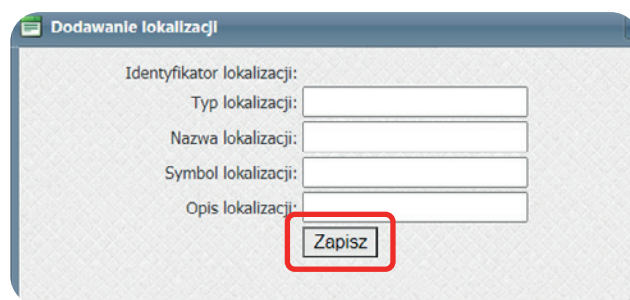 Dodawanie lokalizacji
Identyfikator lokalizacji:
Typ lokalizacji:
Nazwa lokalizacji:
Symbol lokalizacji:
Opis lokalizacji:
Zapisz